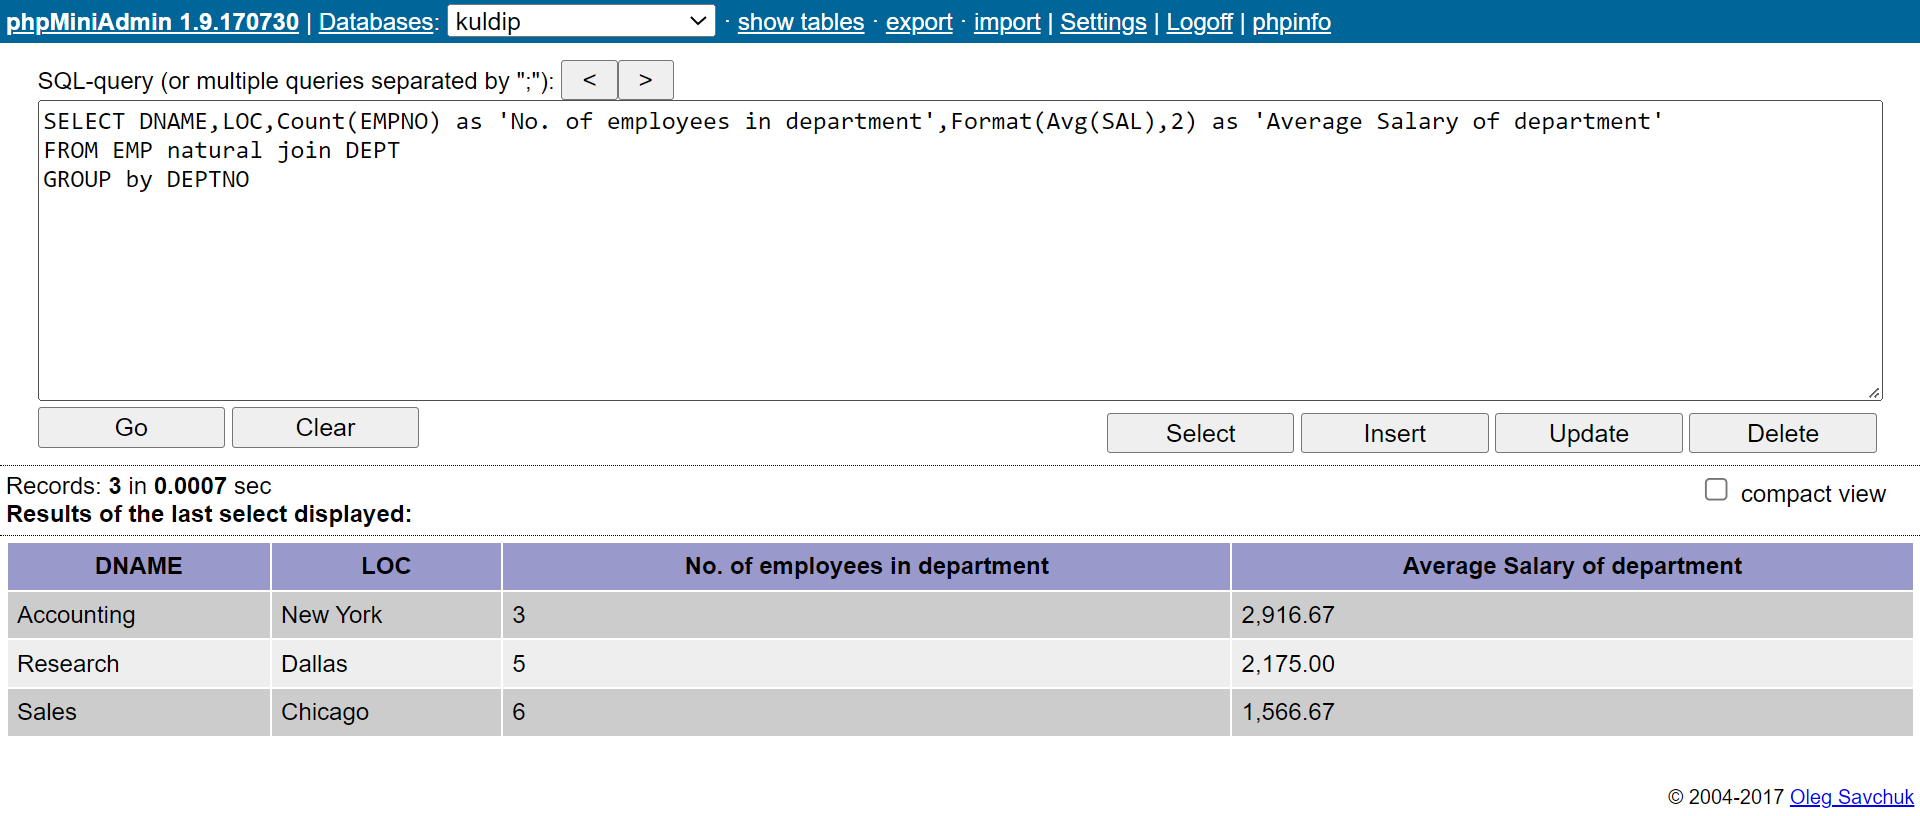 phpMiniAdmin 1.9.170730 | Databases: kuldip · show tables · export · import | Settings | Logoff | phpinfo
SQL-query (or multiple queries separated by ";"): < >
SELECT DNAME,LOC,Count(EMPNO) as 'No. of employees in department',Format(Avg(SAL),2) as 'Average Salary of department'
FROM EMP natural join DEPT
GROUP by DEPTNO
Go Clear Select Insert Update Delete
Records: 3 in 0.0007 sec compact view
Results of the last select displayed:
DNAME LOC No. of employees in department Average Salary of department
Accounting New York 3 2,916.67
Research Dallas 5 2,175.00
Sales Chicago 6 1,566.67
© 2004-2017 Oleg Savchuk